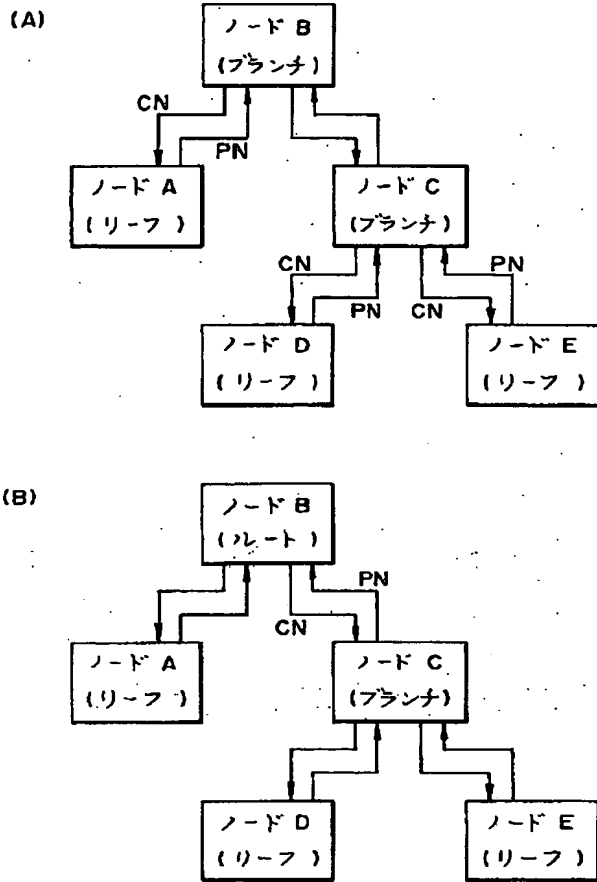 (A)
ノード B
(ブランチ)
CN
PN
ノード A
(リーフ)
ノード C
(ブランチ)
CN
PN
PN
CN
ノード D
(リーフ)
ノード E
(リーフ)
(B)
ノード B
(ルート)
PN
CN
ノード A
(リーフ)
ノード C
(ブランチ)
ノード D
(リーフ)
ノード E
(リーフ)